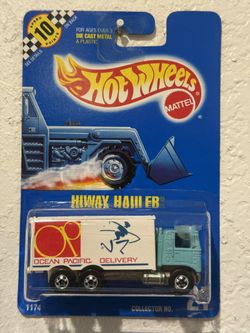 10
FOR AGES OVER 3
DIE CAST METAL
& PLASTIC
HOT WHEELS
MATTEL
HIWAY HAULER
OCEAN PACIFIC DELIVERY
1174
COLLECTOR NO.